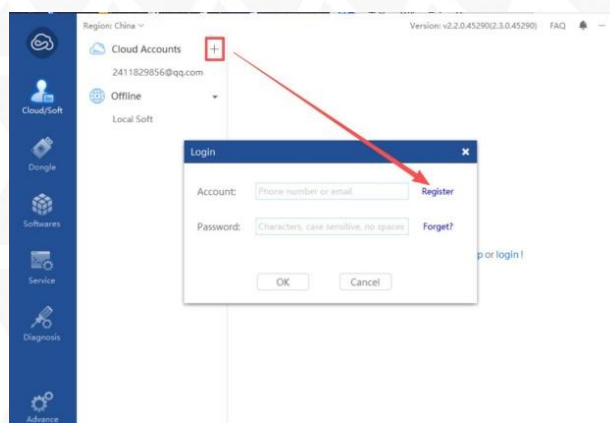 Region: China
Version: v2.2.0.45290(2.3.0.45290) FAQ
Cloud Accounts
2411829856@qq.com
Offline
Local Soft
Cloud/Soft
Dongle
Softwares
Service
Diagnosis
Advance
Login
Account: Phone number or email Register
Password: Characters, case sensitive, no spaces Forget?
OK Cancel
p or login !